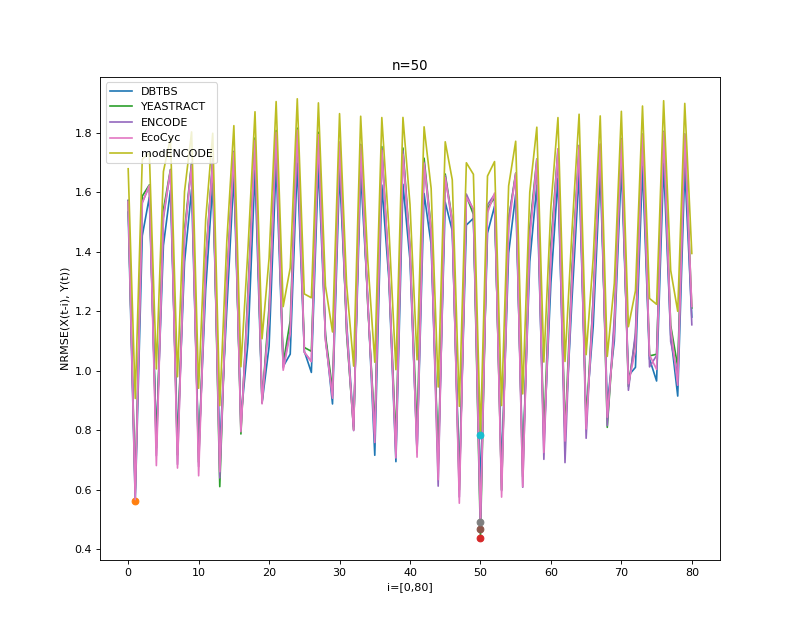 n=50
DBTBS
YEASTRACT
ENCODE
EcoCyc
modENCODE
NRMSE(X(t-i), Y(t))
1.8
1.6
1.4
1.2
1.0
0.8
0.6
0.4
0 10 20 30 40 50 60 70 80
i=[0,80]